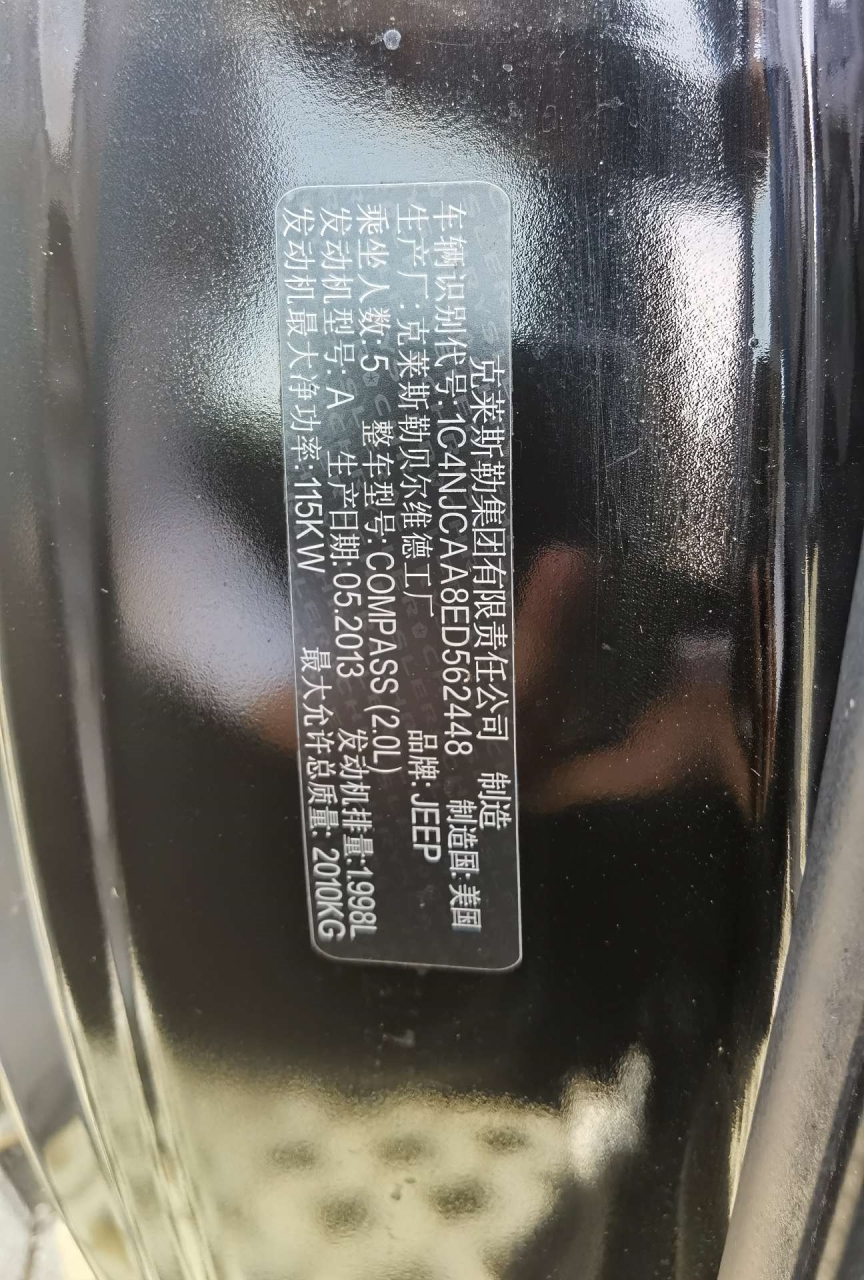 克莱斯勒集团有限责任公司 制造
车辆识别代号: 1C4NJCAA8ED562448 制造国: 美国
生产厂: 克莱斯勒贝尔维德工厂 品牌: JEEP
乘坐人数: 5 整车型号: COMPASS (2.0L)
发动机型号: A 生产日期: 05.2013 发动机排量:1.998L
发动机最大净功率:115KW 最大允许总质量: 2010KG